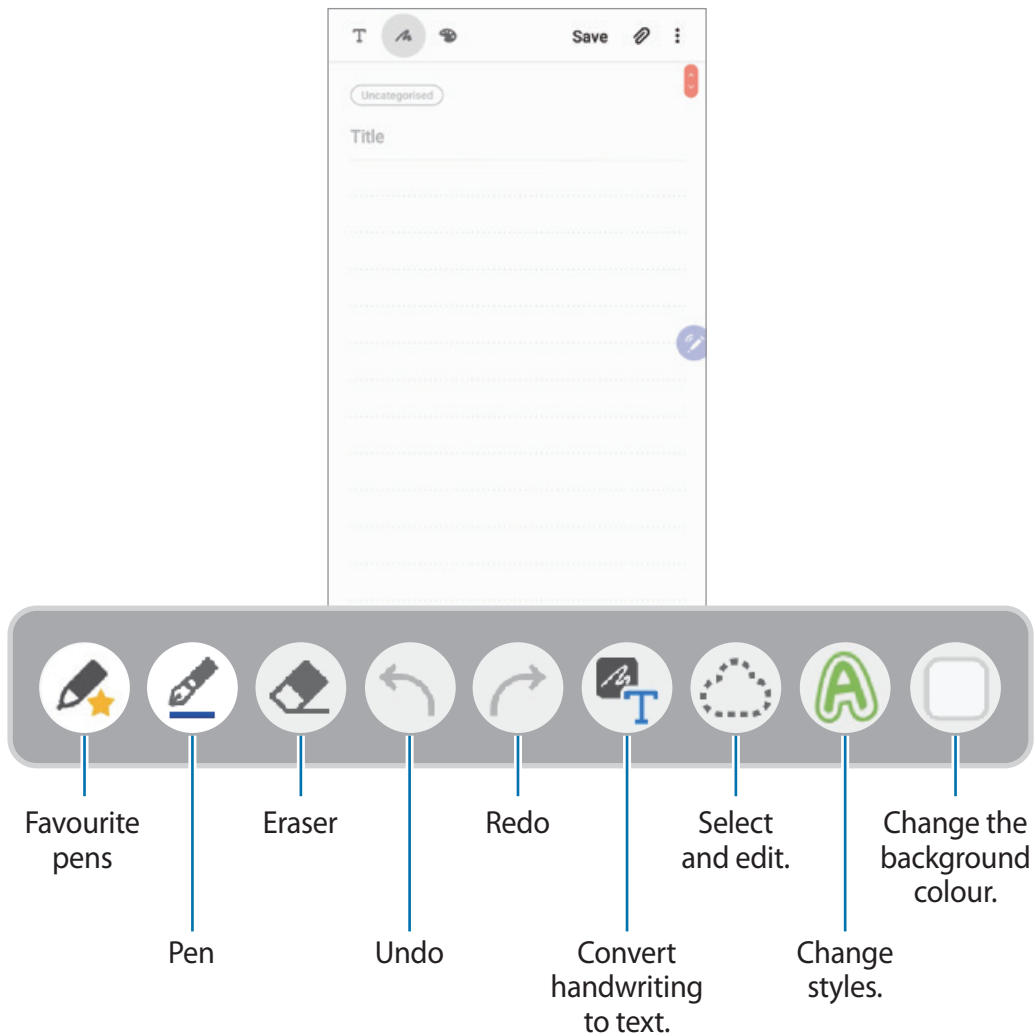 T Save
Uncategorised
Title
T
A
Favourite
pens
Eraser
Redo
Select
and edit.
Change the
background
colour.
Pen
Undo
Convert
handwriting
to text.
Change
styles.